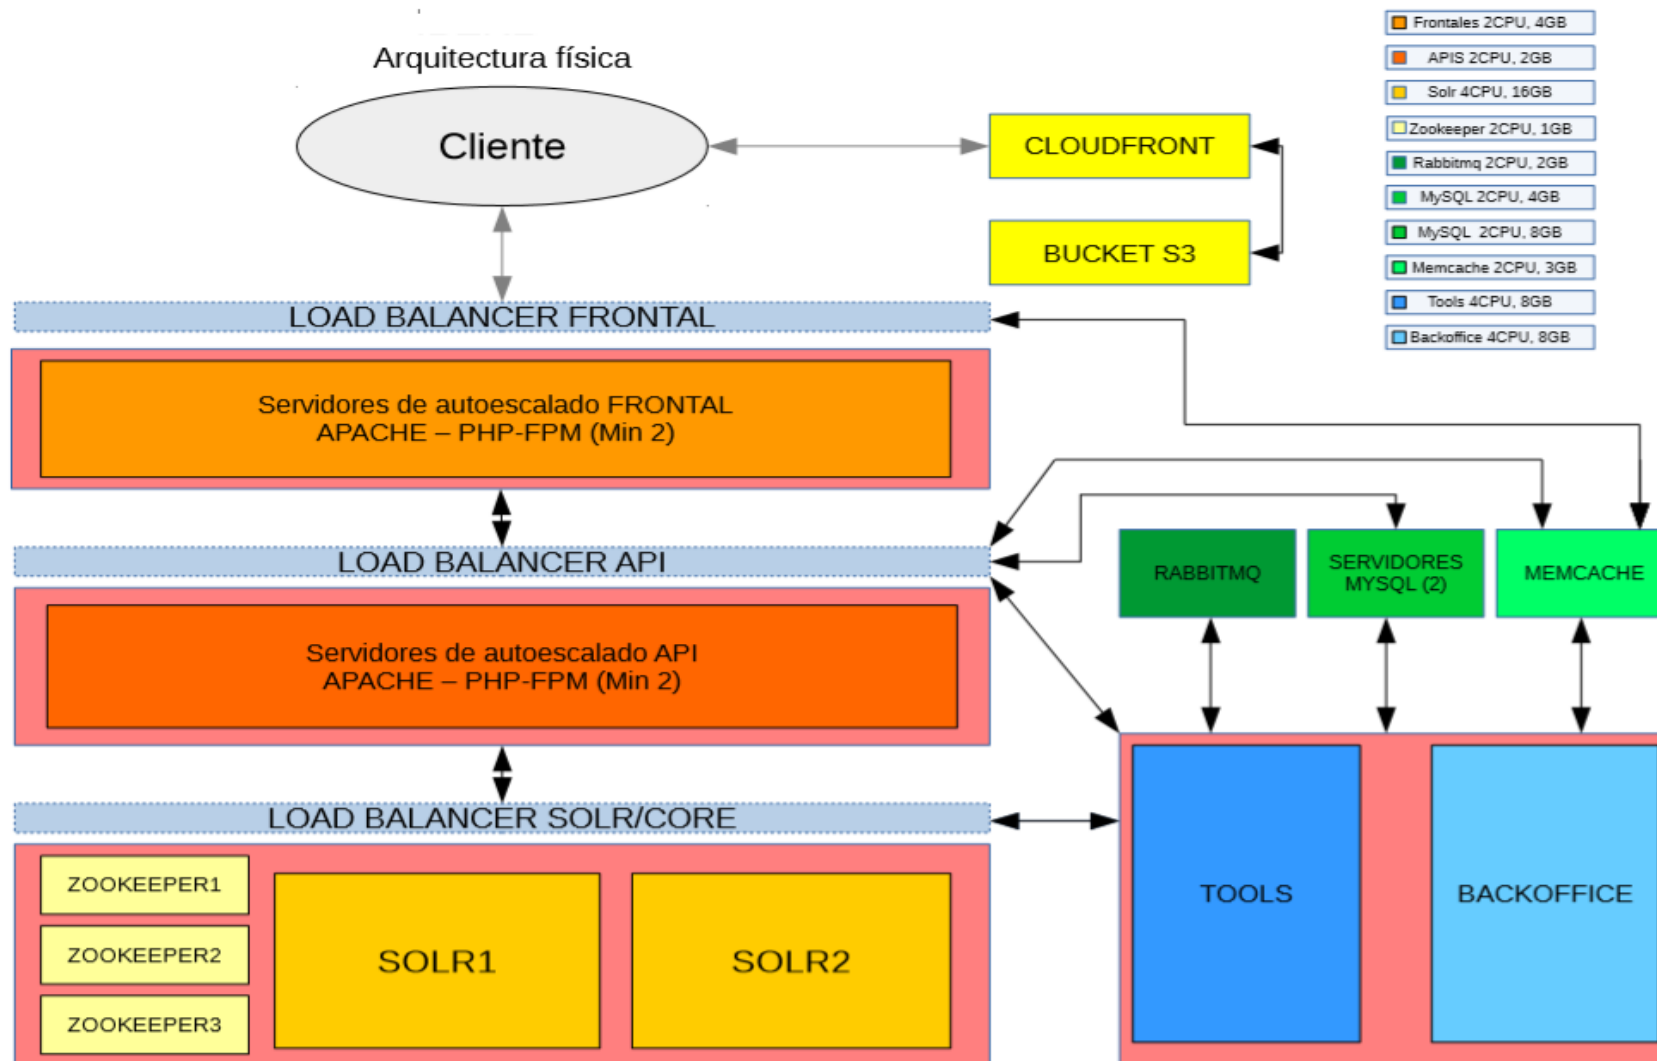 Arquitectura física
Cliente
CLOUDFRONT
BUCKET S3
Frontales 2CPU, 4GB
APIS 2CPU, 2GB
Solr 4CPU, 16GB
Zookeeper 2CPU, 1GB
Rabbitmq 2CPU, 2GB
MySQL 2CPU, 4GB
MySQL 2CPU, 8GB
Memcache 2CPU, 3GB
Tools 4CPU, 8GB
Backoffice 4CPU, 8GB
LOAD BALANCER FRONTAL
Servidores de autoescalado FRONTAL
APACHE – PHP-FPM (Min 2)
LOAD BALANCER API
Servidores de autoescalado API
APACHE – PHP-FPM (Min 2)
RABBITMQ
SERVIDORES
MYSQL (2)
MEMCACHE
LOAD BALANCER SOLR/CORE
ZOOKEEPER1
ZOOKEEPER2
ZOOKEEPER3
SOLR1
SOLR2
TOOLS
BACKOFFICE